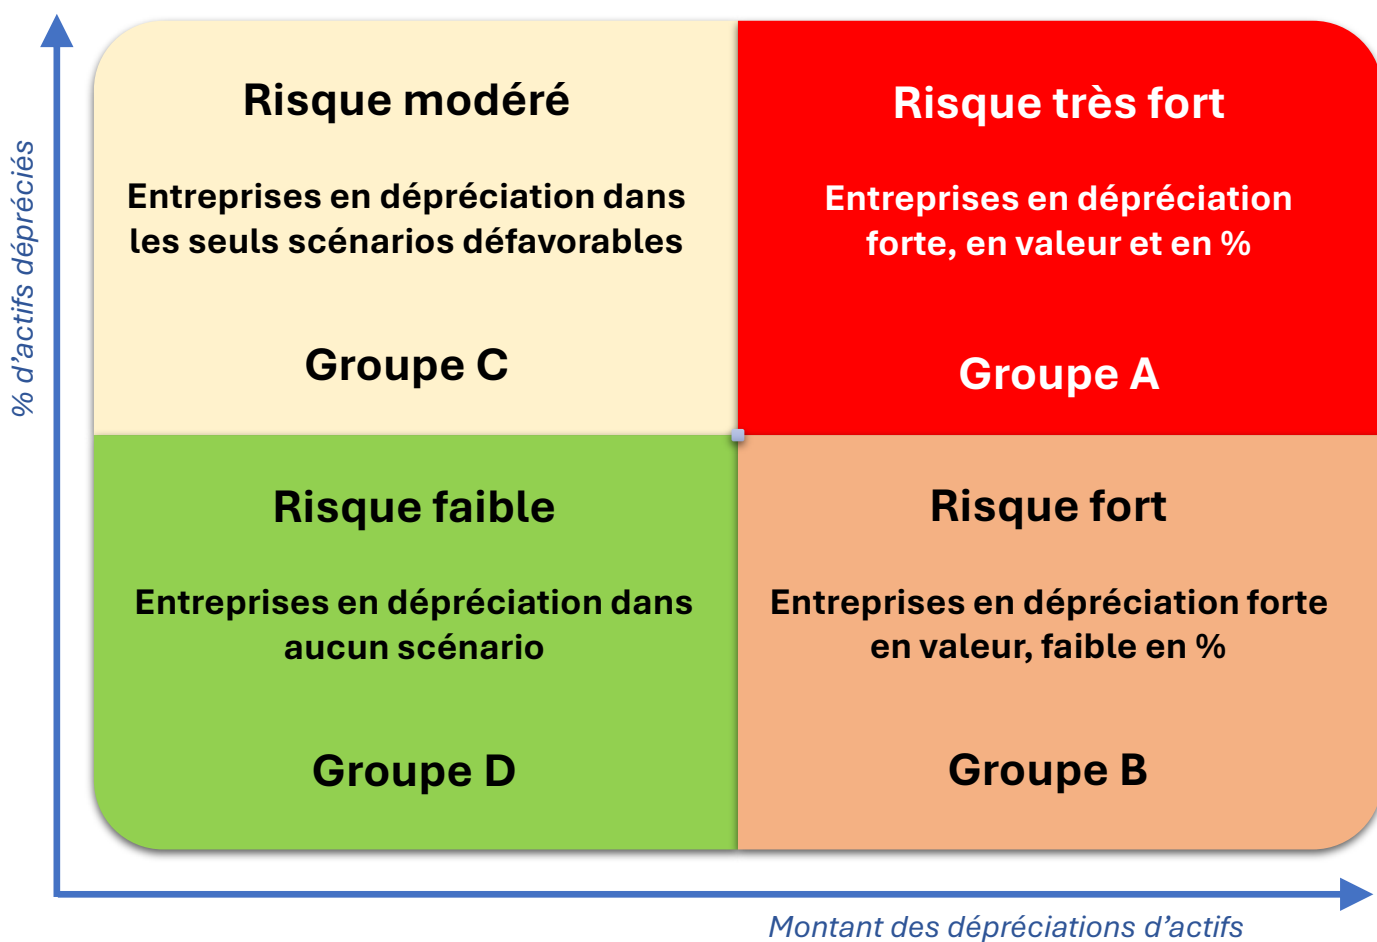 % d’actifs dépréciés
Risque modéré
Entreprises en dépréciation dans
les seuls scénarios défavorables
Groupe C
Risque très fort
Entreprises en dépréciation
forte, en valeur et en %
Groupe A
Risque faible
Entreprises en dépréciation dans
aucun scénario
Groupe D
Risque fort
Entreprises en dépréciation forte
en valeur, faible en %
Groupe B
Montant des dépréciations d’actifs